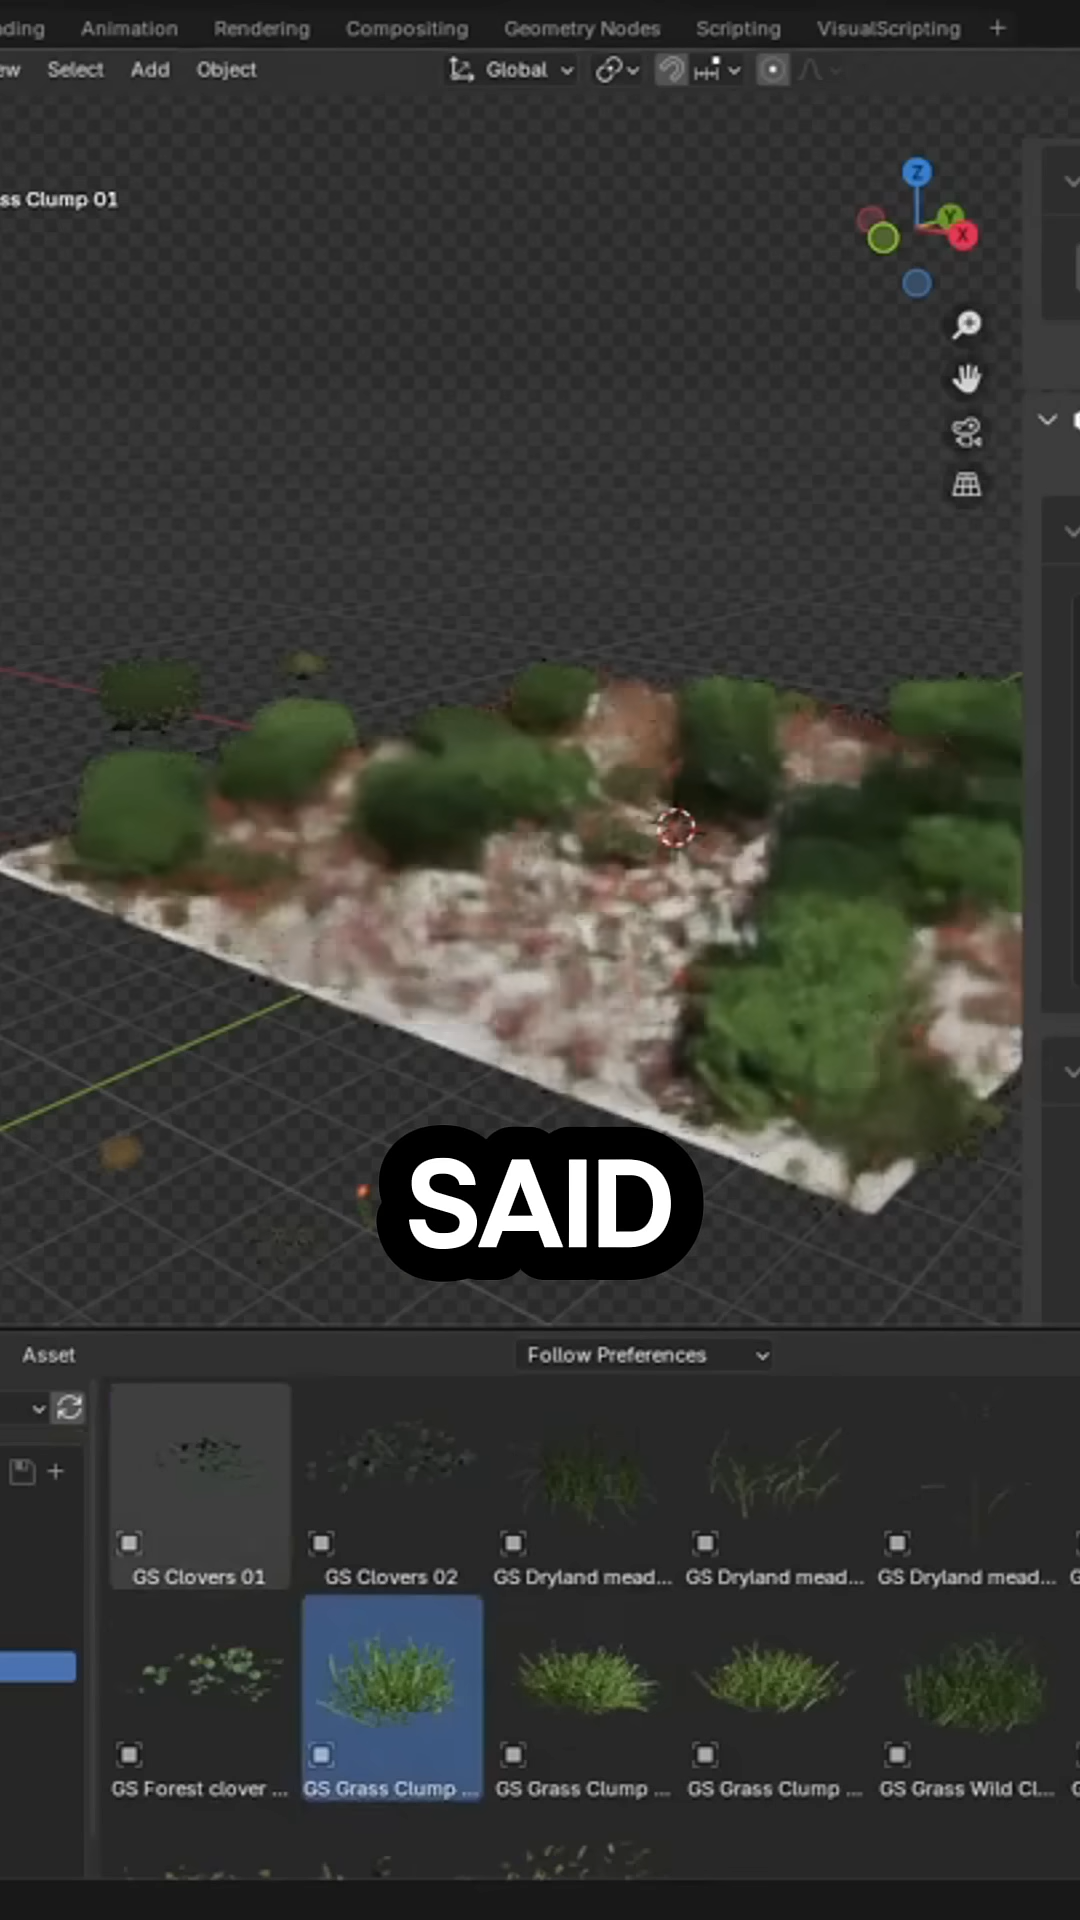 ding Animation Rendering Compositing Geometry Nodes Scripting VisualScripting +
ew Select Add Object Global
Z
ss Clump 01
Y
X
SAID
Asset Follow Preferences
GS Clovers 01 GS Clovers 02 GS Dryland mead... GS Dryland mead... GS Dryland mead...
GS Forest clover ... GS Grass Clump ... GS Grass Clump ... GS Grass Clump ... GS Grass Wild Cl...